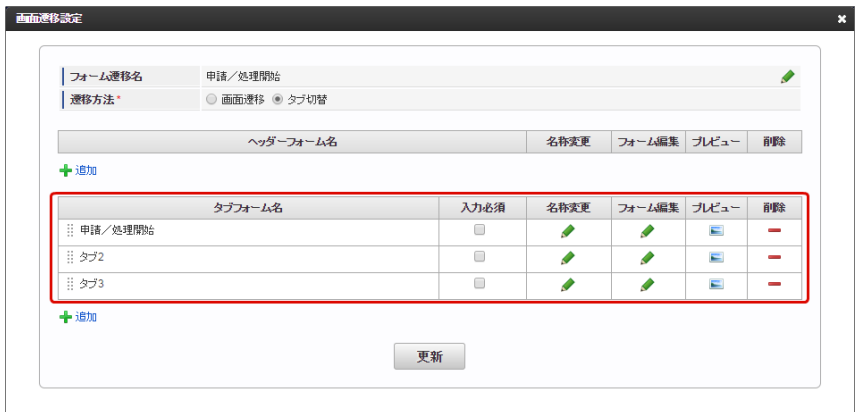 画面遷移設定
フォーム遷移名 申請／処理開始
遷移方法* 画面遷移 タブ切替
ヘッダーフォーム名 名称変更 フォーム編集 プレビュー 削除
追加
タブフォーム名 入力必須 名称変更 フォーム編集 プレビュー 削除
申請／処理開始
タブ2
タブ3
追加
更新